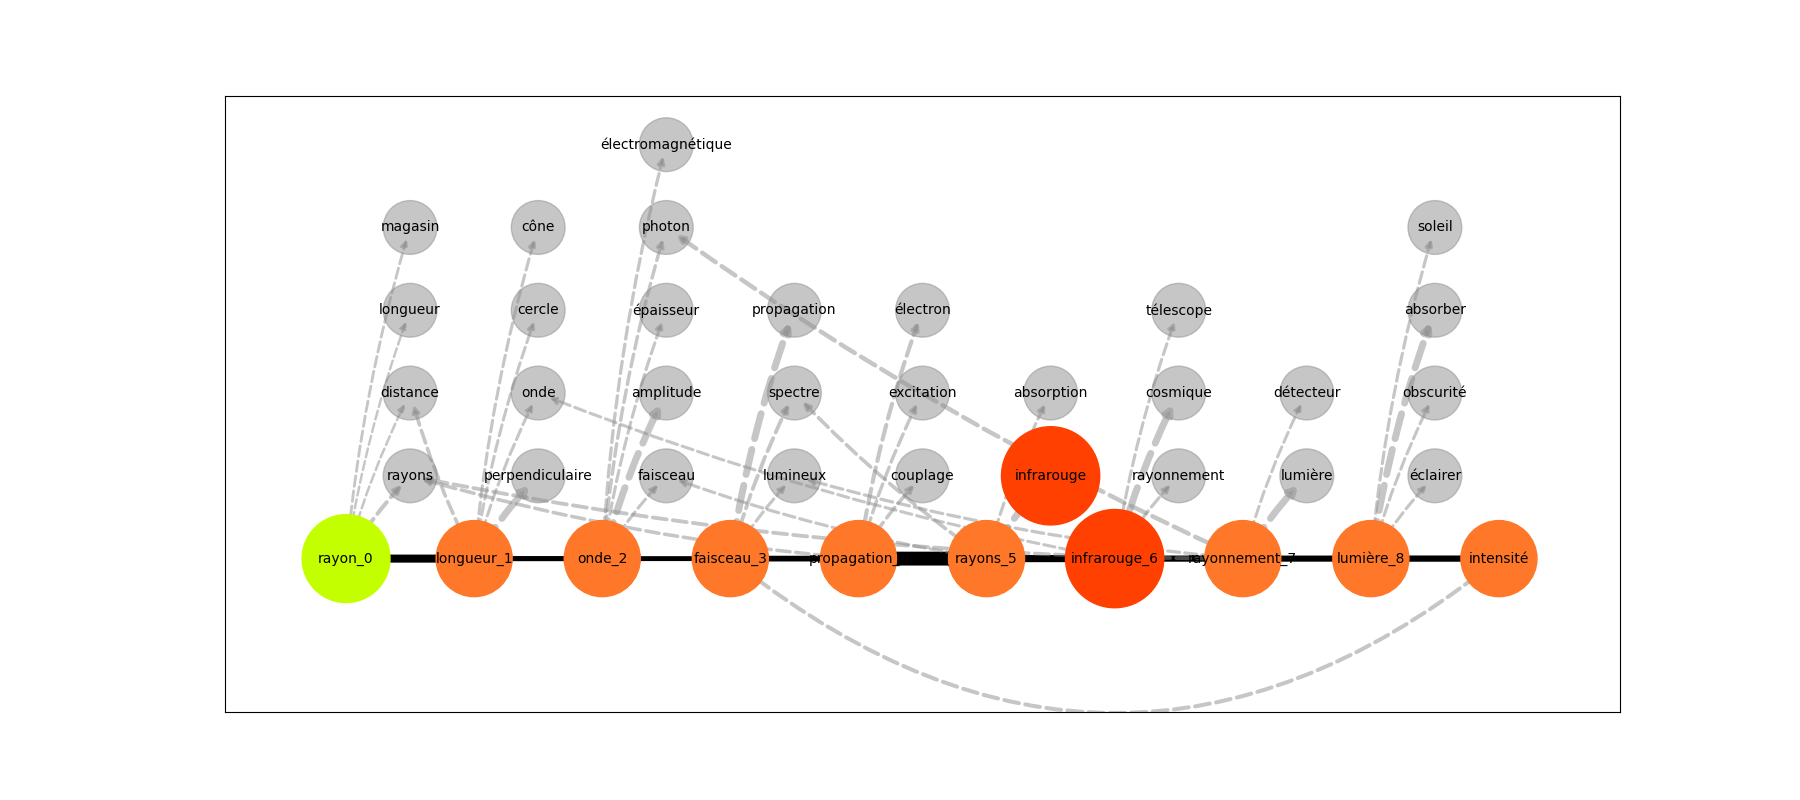 électromagnétique
magasin
cône
photon
soleil
longueur
cercle
épaisseur
propagation
électron
télescope
absorber
distance
onde
amplitude
spectre
excitation
absorption
cosmique
détecteur
obscurité
rayons
perpendiculaire
faisceau
lumineux
couplage
infrarouge
rayonnement
lumière
éclairer
rayon_0
longueur_1
onde_2
faisceau_3
propagation_
rayons_5
infrarouge_6
rayonnement_7
lumière_8
intensité